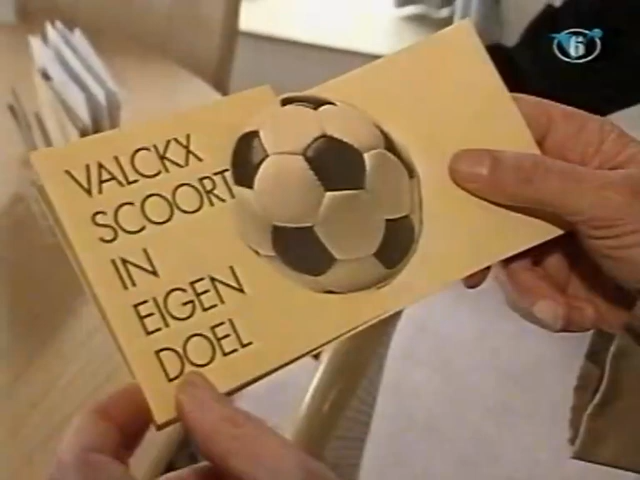 VALCKX
SCOORT
IN
EIGEN
DOEL
6